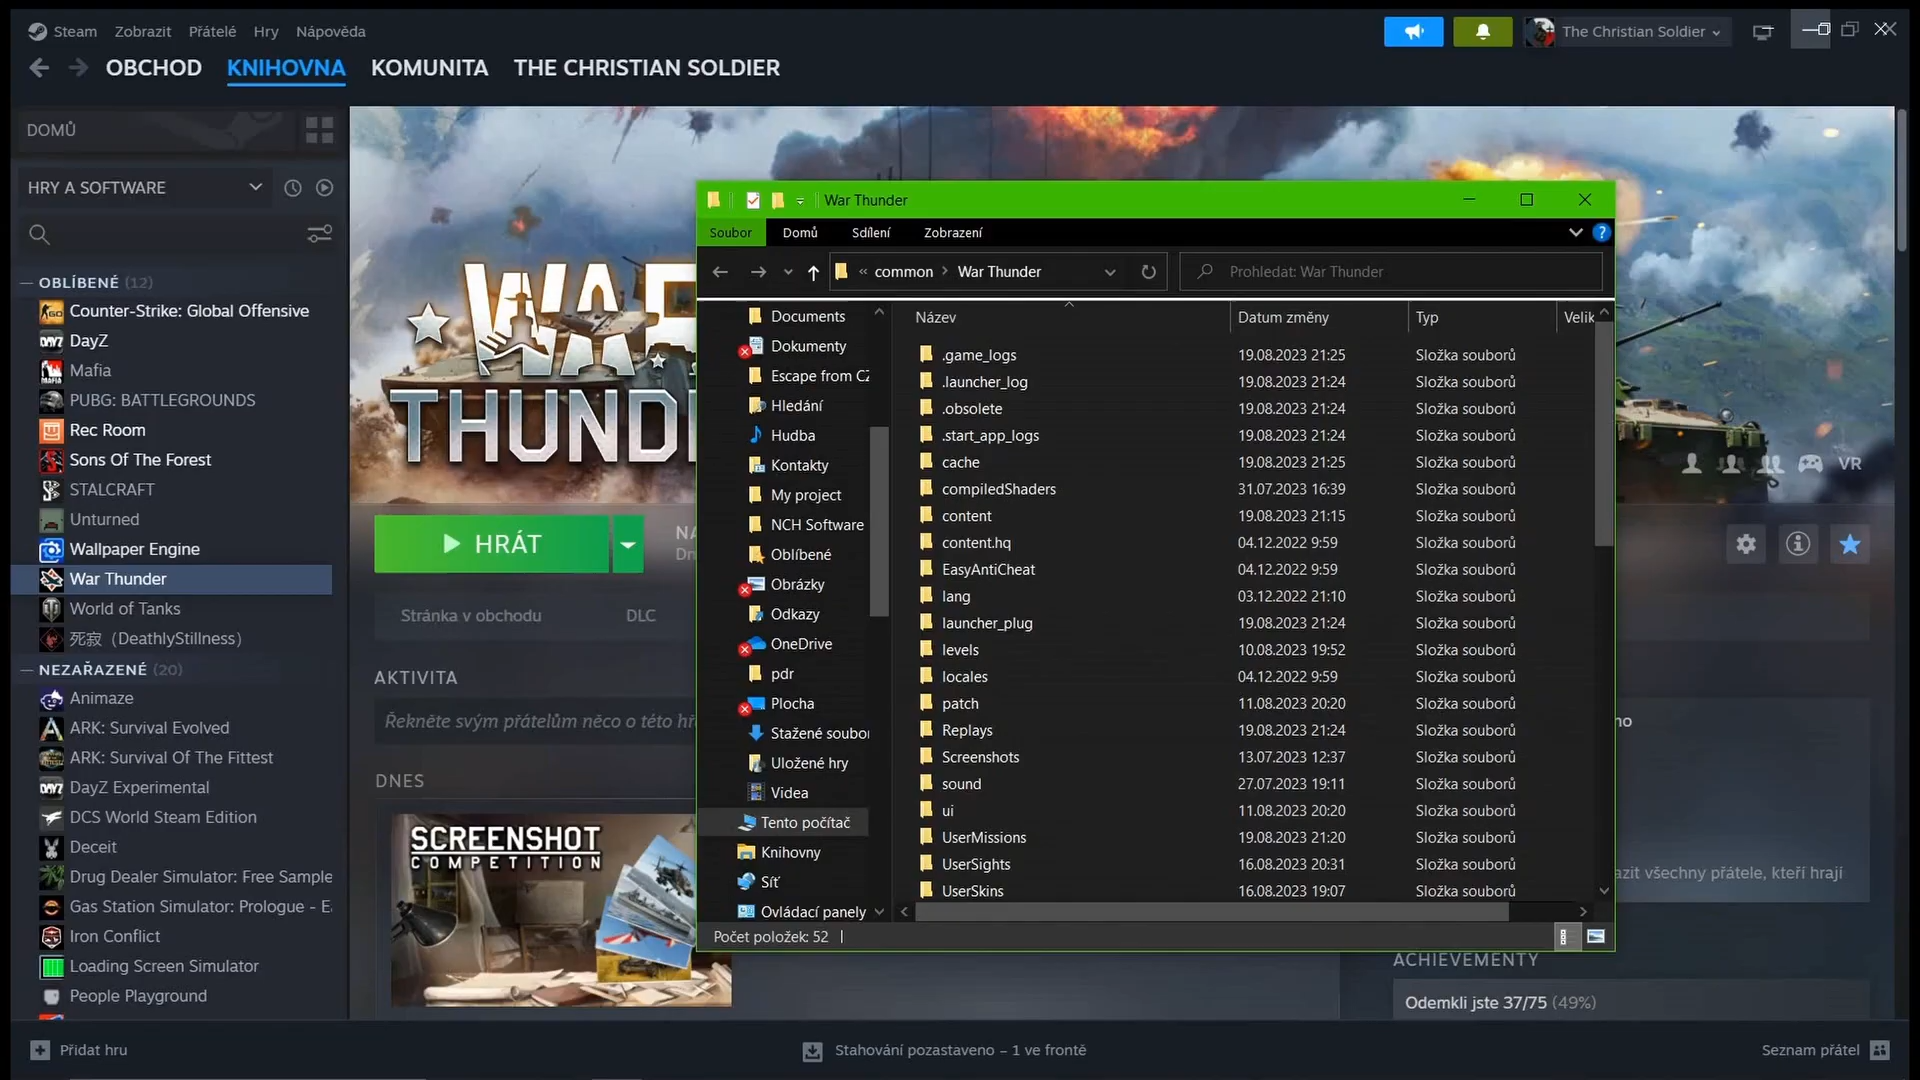 Steam Zobrazit Přátelé Hry Nápověda
The Christian Soldier
OBCHOD KNIHOVNA KOMUNITA THE CHRISTIAN SOLDIER
DOMŮ
HRY A SOFTWARE
OBLÍBENÉ (12)
Counter-Strike: Global Offensive
DayZ
Mafia
PUBG: BATTLEGROUNDS
Rec Room
Sons Of The Forest
STALCRAFT
Unturned
Wallpaper Engine
War Thunder
World of Tanks
死寂（DeathlyStillness）
NEZAŘAZENÉ (20)
Animaze
ARK: Survival Evolved
ARK: Survival Of The Fittest
DayZ Experimental
DCS World Steam Edition
Deceit
Drug Dealer Simulator: Free Sample
Gas Station Simulator: Prologue - E
Iron Conflict
Loading Screen Simulator
People Playground
WAR
THUND
HRÁT
Stránka v obchodu DLC
AKTIVITA
Řekněte svým přátelům něco o této
DNES
SCREENSHOT
COMPETITION
War Thunder
Soubor Domů Sdílení Zobrazení
« common > War Thunder
Prohledat: War Thunder
Documents
Dokumenty
Escape from CZ
Hledání
Hudba
Kontakty
My project
NCH Software
Oblíbené
Obrázky
Odkazy
OneDrive
pdr
Plocha
Stažené soubor
Uložené hry
Videa
Tento počítač
Knihovny
Síť
Ovládací panely
Název Datum změny Typ Velik
.game_logs 19.08.2023 21:25 Složka souborů
.launcher_log 19.08.2023 21:24 Složka souborů
.obsolete 19.08.2023 21:24 Složka souborů
.start_app_logs 19.08.2023 21:24 Složka souborů
cache 19.08.2023 21:25 Složka souborů
compiledShaders 31.07.2023 16:39 Složka souborů
content 19.08.2023 21:15 Složka souborů
content.hq 04.12.2022 9:59 Složka souborů
EasyAntiCheat 04.12.2022 9:59 Složka souborů
lang 03.12.2022 21:10 Složka souborů
launcher_plug 19.08.2023 21:24 Složka souborů
levels 10.08.2023 19:52 Složka souborů
locales 04.12.2022 9:59 Složka souborů
patch 11.08.2023 20:20 Složka souborů
Replays 19.08.2023 21:24 Složka souborů
Screenshots 13.07.2023 12:37 Složka souborů
sound 27.07.2023 19:11 Složka souborů
ui 11.08.2023 20:20 Složka souborů
UserMissions 19.08.2023 21:20 Složka souborů
UserSights 16.08.2023 20:31 Složka souborů
UserSkins 16.08.2023 19:07 Složka souborů
Počet položek: 52
VR
no
azit všechny přátele, kteří hrají
ACHIEVEMENTY
Odemkli jste 37/75 (49%)
Přidat hru
Stahování pozastaveno – 1 ve frontě
Seznam přátel